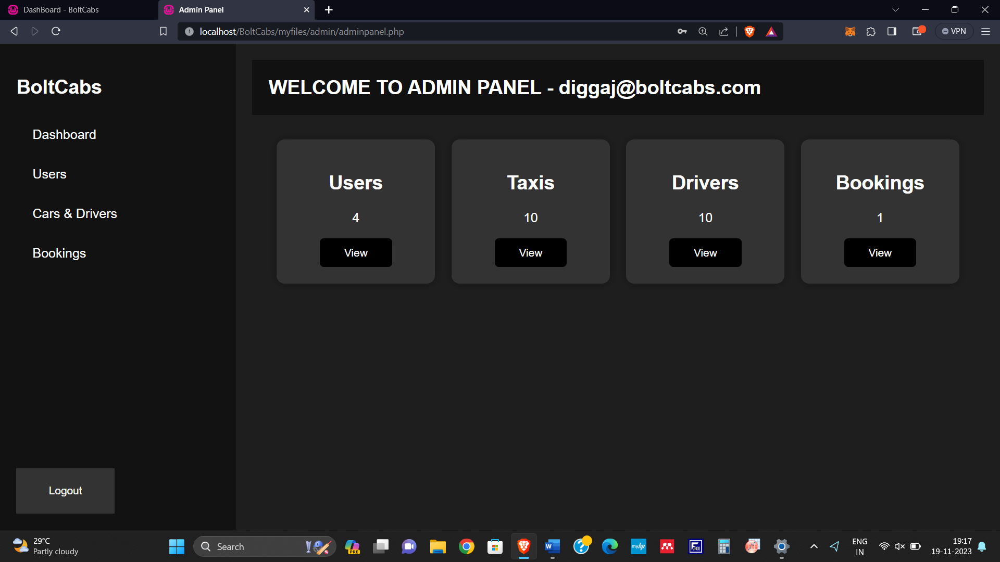 DashBoard - BoltCabs
Admin Panel
localhost/BoltCabs/myfiles/admin/adminpanel.php
VPN
BoltCabs
Dashboard
Users
Cars & Drivers
Bookings
Logout
WELCOME TO ADMIN PANEL - diggaj@boltcabs.com
Users
4
View
Taxis
10
View
Drivers
10
View
Bookings
1
View
29°C
Partly cloudy
Search
PRE
W
myhp
ENG
IN
19:17
19-11-2023